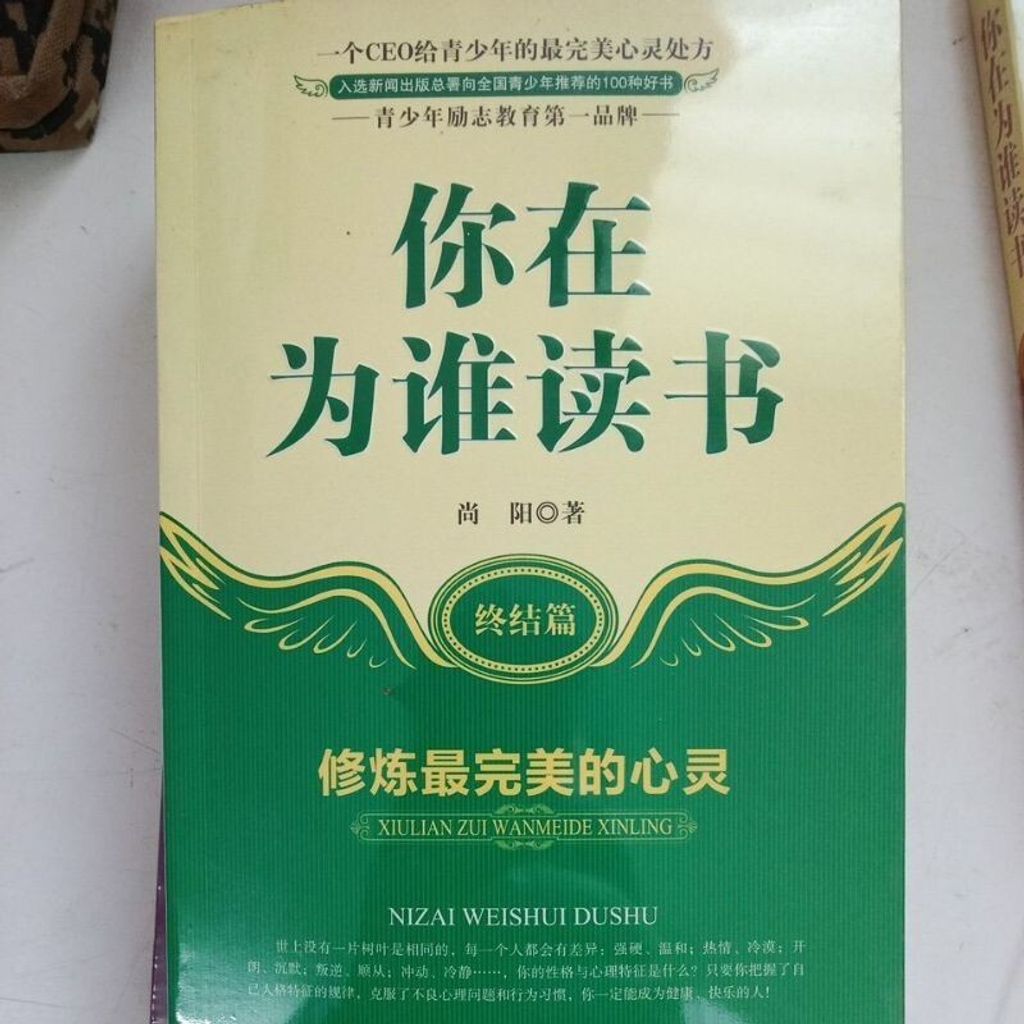 一个CEO给青少年的最完美心灵处方
入选新闻出版总署向全国青少年推荐的100种好书
——青少年励志教育第一品牌——
你在
为谁读书
尚 阳◎著
终结篇
修炼最完美的心灵
XIULIAN ZUI WANMEIDE XINLING
NIZAI WEISHUI DUSHU
世上没有一片树叶是相同的，每一个人都会有差异：强硬、温和；热情、冷漠；开
朗、沉默；叛逆、顺从；冲动、冷静……，你的性格与心理特征是什么？只要你把握了自
己人格特征的规律，克服了不良心理问题和行为习惯，你一定能成为健康、快乐的人！
你在为谁读书